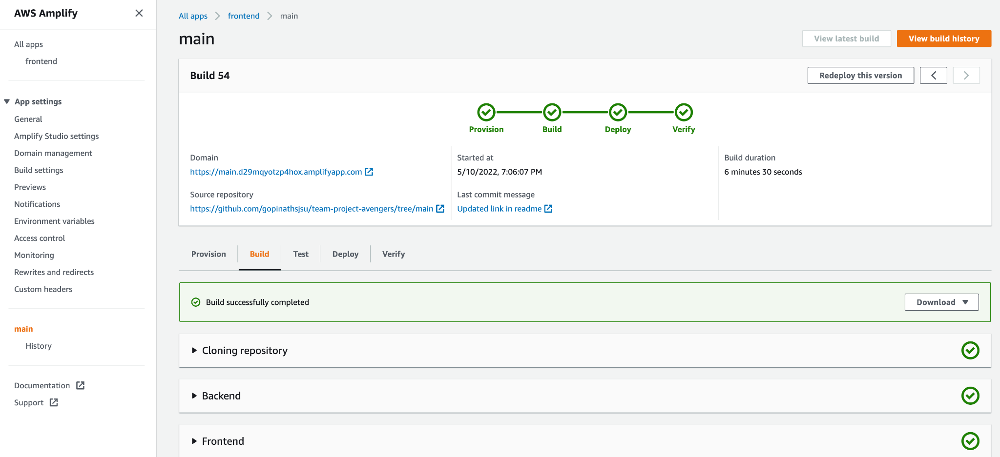 AWS Amplify
All apps
frontend
App settings
General
Amplify Studio settings
Domain management
Build settings
Previews
Notifications
Environment variables
Access control
Monitoring
Rewrites and redirects
Custom headers
main
History
Documentation
Support
All apps frontend main
main
View latest build
View build history
Build 54
Redeploy this version
Provision
Build
Deploy
Verify
Domain
https://main.d29mqyotzp4hox.amplifyapp.com
Started at
5/10/2022, 7:06:07 PM
Build duration
6 minutes 30 seconds
Source repository
https://github.com/gopinathsjsu/team-project-avengers/tree/main
Last commit message
Updated link in readme
Provision
Build
Test
Deploy
Verify
Build successfully completed
Download
Cloning repository
Backend
Frontend